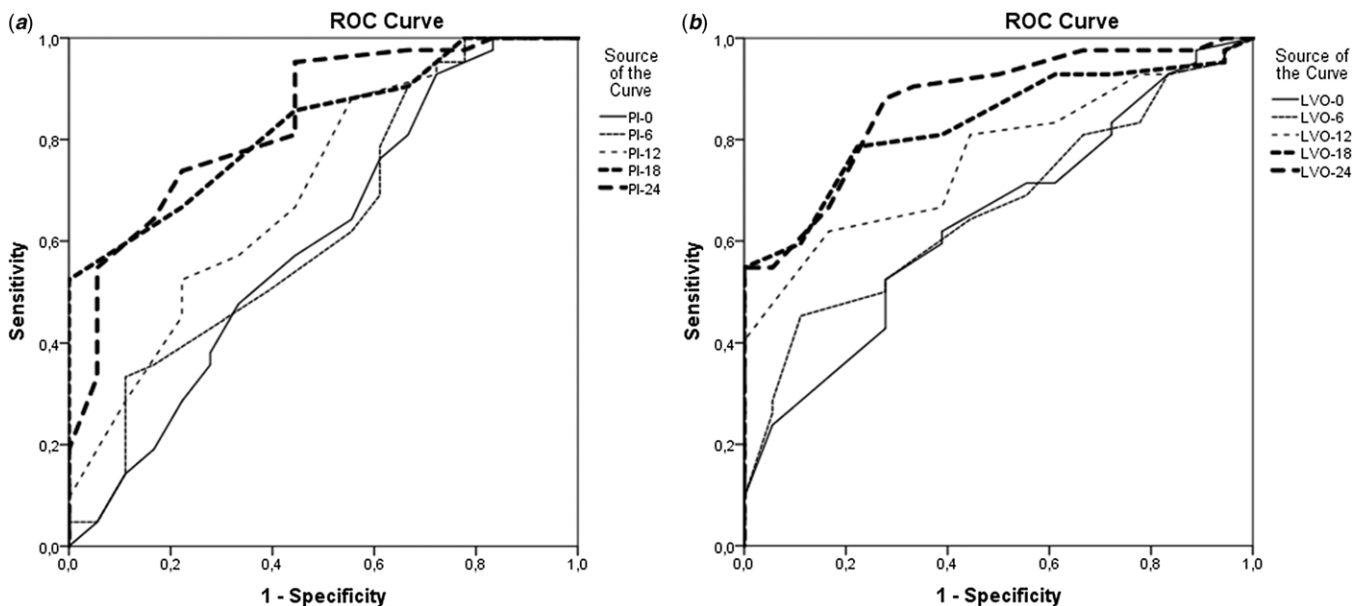 (a)
ROC Curve
1,0
0,8
0,6
0,4
0,2
0,0
Sensitivity
0,0 0,2 0,4 0,6 0,8 1,0
1 - Specificity
Source
of the
Curve
PI-0
PI-6
PI-12
PI-18
PI-24
(b)
ROC Curve
1,0
0,8
0,6
0,4
0,2
0,0
Sensitivity
0,0 0,2 0,4 0,6 0,8 1,0
1 - Specificity
Source of
the Curve
LVO-0
LVO-6
LVO-12
LVO-18
LVO-24